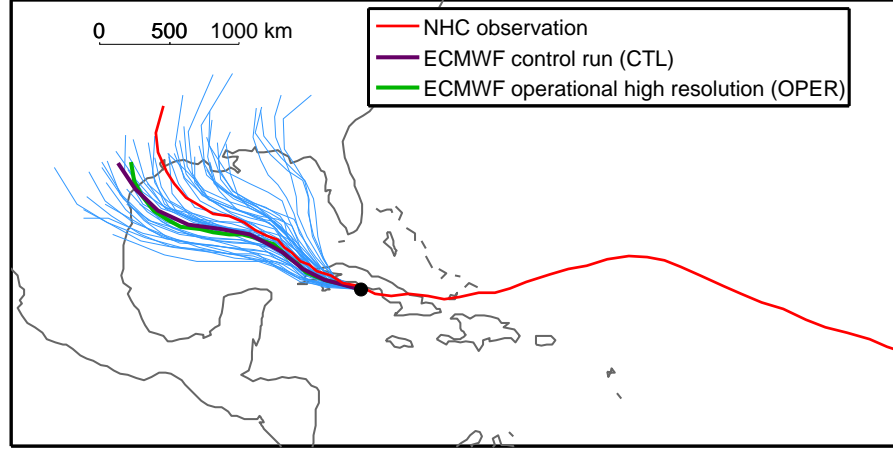 0 500 1000 km
NHC observation
ECMWF control run (CTL)
ECMWF operational high resolution (OPER)